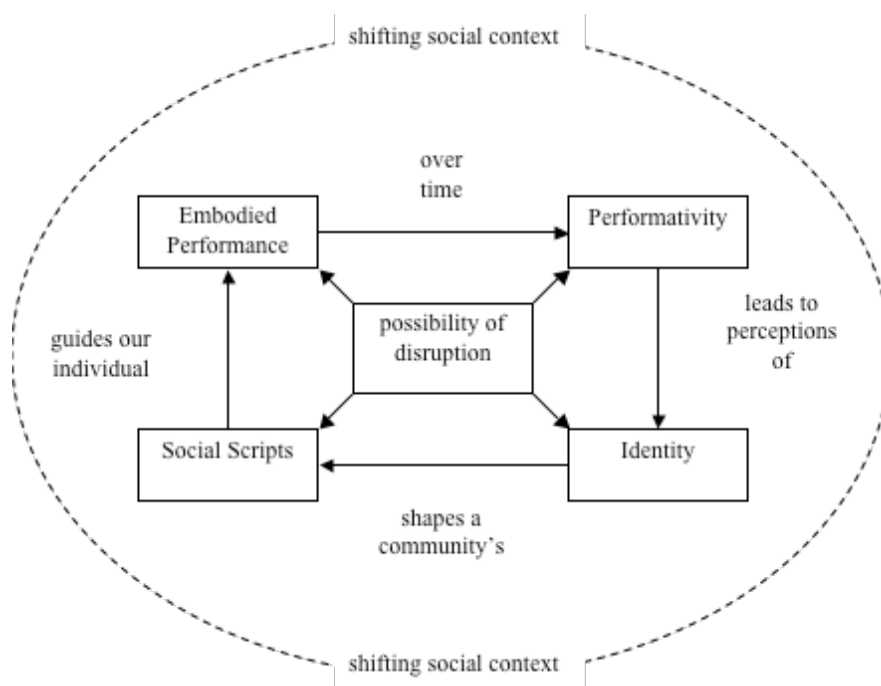 shifting social context
over
time
Embodied
Performance
Performativity
possibility of
disruption
leads to
perceptions
of
guides our
individual
Social Scripts
Identity
shapes a
community's
shifting social context